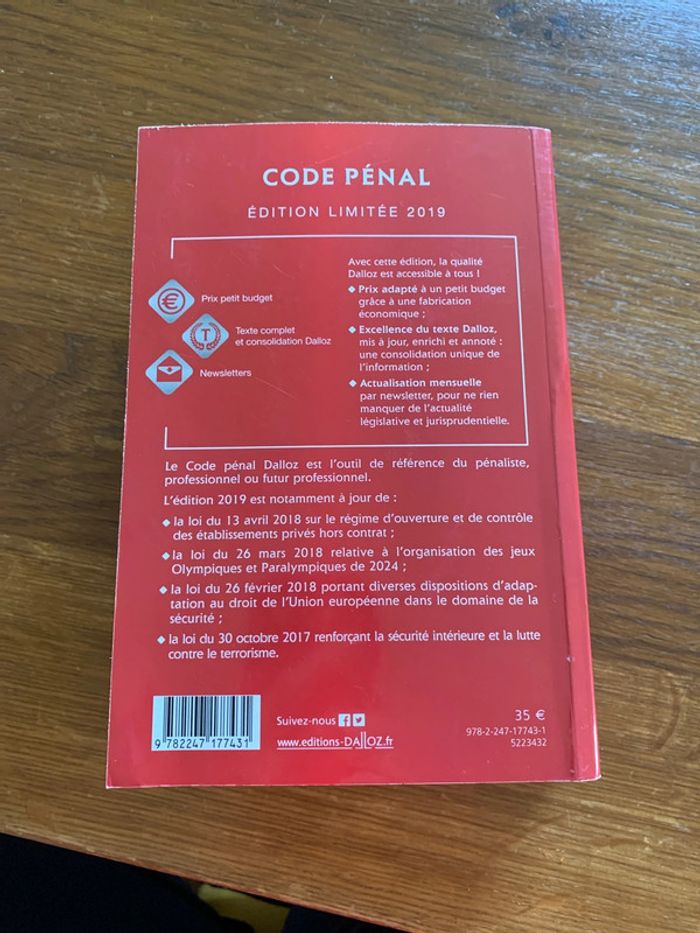 CODE PÉNAL
ÉDITION LIMITÉE 2019
€ Prix petit budget
T Texte complet
et consolidation Dalloz
Newsletters
Avec cette édition, la qualité
Dalloz est accessible à tous !
◆ Prix adapté à un petit budget
grâce à une fabrication
économique ;
◆ Excellence du texte Dalloz,
mis à jour, enrichi et annoté :
une consolidation unique de
l'information ;
◆ Actualisation mensuelle
par newsletter, pour ne rien
manquer de l'actualité
législative et jurisprudentielle.
Le Code pénal Dalloz est l'outil de référence du pénaliste,
professionnel ou futur professionnel.
L'édition 2019 est notamment à jour de :
◆ la loi du 13 avril 2018 sur le régime d'ouverture et de contrôle
des établissements privés hors contrat ;
◆ la loi du 26 mars 2018 relative à l'organisation des jeux
Olympiques et Paralympiques de 2024 ;
◆ la loi du 26 février 2018 portant diverses dispositions d'adap-
tation au droit de l'Union européenne dans le domaine de la
sécurité ;
◆ la loi du 30 octobre 2017 renforçant la sécurité intérieure et la lutte
contre le terrorisme.
9 782247 177431
Suivez-nous
www.editions-DALLOZ.fr
35 €
978-2-247-17743-1
5223432